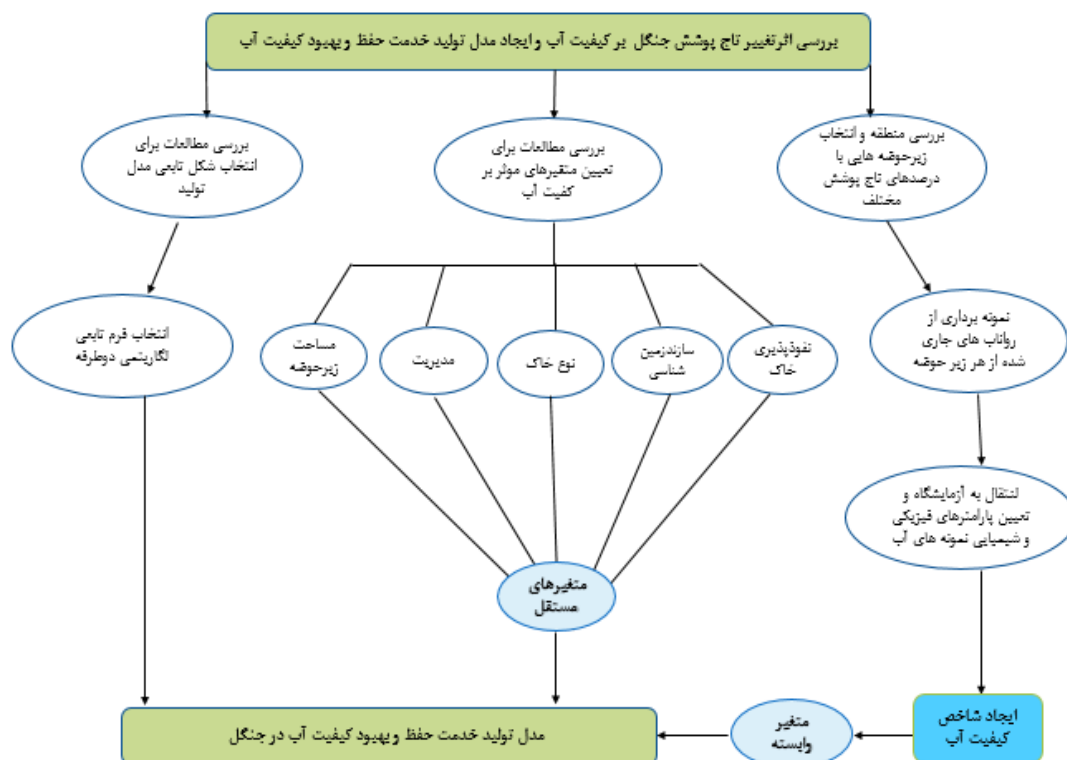 بررسی اثرتغییر تاج پوشش جنگل بر کیفیت آب و ایجاد مدل تولید خدمت حفظ و بهبود کیفیت آب
بررسی منطقه و انتخاب
زیرحوضه هایی با
درصدهای تاج پوشش
مختلف
بررسی مطالعات برای
تعیین متقیرهای موثر بر
کفیت آب
بررسی مطالعات برای
انتخاب شکل تابعی مدل
تولید
نمونه برداری از
رواناب های جاری
شده از هر زیر حوضه
نفوذپذیری
خاک
سازندزمین
شناسی
نوع خاک
مدیریت
مساحت
زیرحوضه
انتخاب فرم تابعی
لگاریتمی دوطرفه
لنتقال به آزمایشگاه و
تعیین پارامترهای فیزیکی
و شیمیایی نمونه های آب
متغیرهای
مستقل
ایجاد شاخص
کیفیت آب
متغیر
وابسته
مدل تولید خدمت حفظ و بهبود کیفیت آب در جنگل